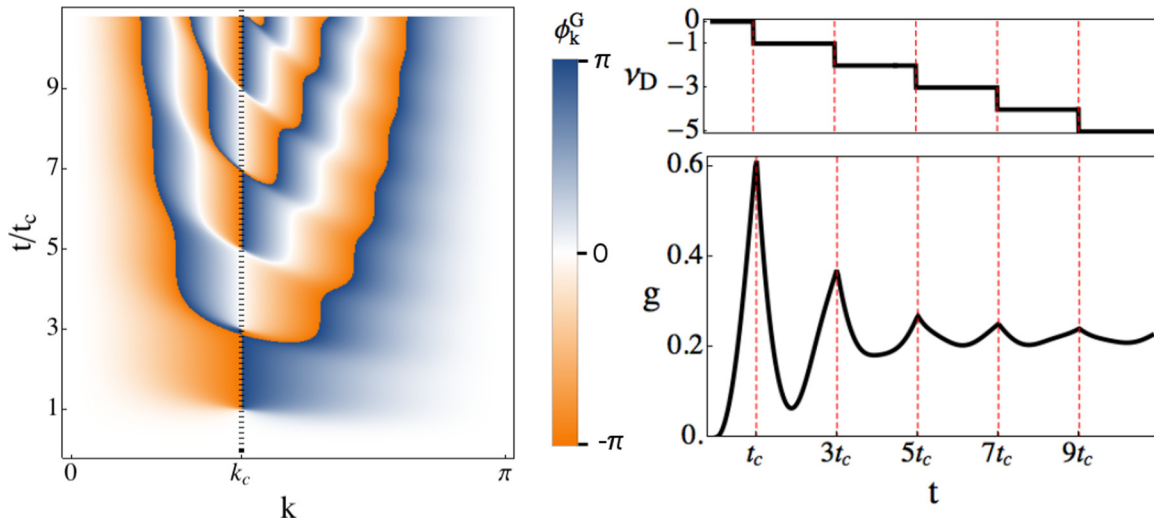 ϕ_k^G
π
0
-π
t/t_c
9
7
5
3
1
0
k_c
π
k
ν_D
0
−1
−3
−5
g
0.6
0.4
0.2
0.
t_c
3t_c
5t_c
7t_c
9t_c
t